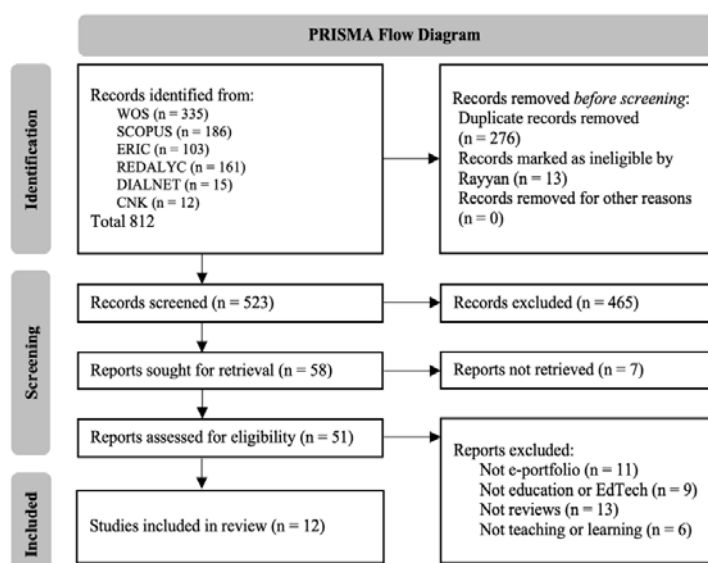 PRISMA Flow Diagram
Identification
Records identified from:
WOS (n = 335)
SCOPUS (n = 186)
ERIC (n = 103)
REDALYC (n = 161)
DIALNET (n = 15)
CNK (n = 12)
Total 812
Records removed before screening:
Duplicate records removed
(n = 276)
Records marked as ineligible by
Rayyan (n = 13)
Records removed for other reasons
(n = 0)
Screening
Records screened (n = 523)
Records excluded (n = 465)
Reports sought for retrieval (n = 58)
Reports not retrieved (n = 7)
Reports assessed for eligibility (n = 51)
Reports excluded:
Not e-portfolio (n = 11)
Not education or EdTech (n = 9)
Not reviews (n = 13)
Not teaching or learning (n = 6)
Included
Studies included in review (n = 12)